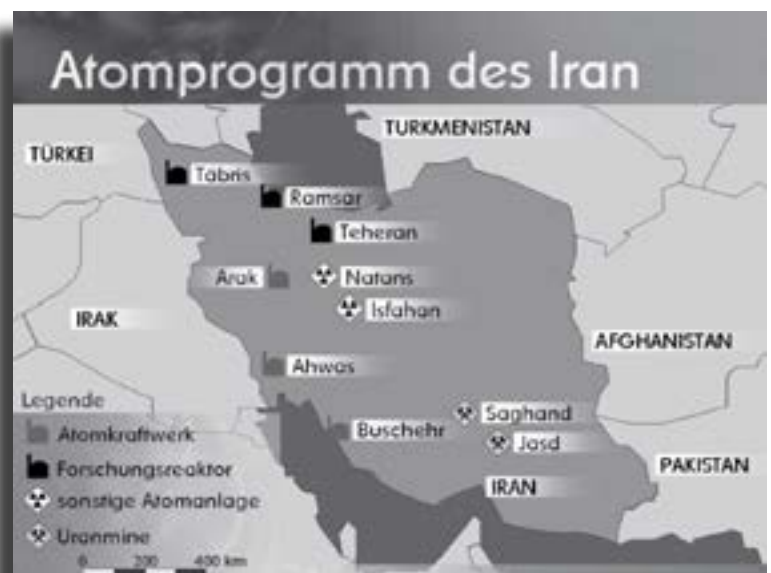 Atomprogramm des Iran
TURKMENISTAN
TÜRKEI
Täbris
Ramsar
Teheran
Arak
Natans
Isfahan
IRAK
AFGHANISTAN
Ahwas
Legende
Saghand
Atomkraftwerk
Buschehr
Jasd
Forschungsreaktor
PAKISTAN
IRAN
sonstige Atomanlage
Uranmine
0 200 400 km